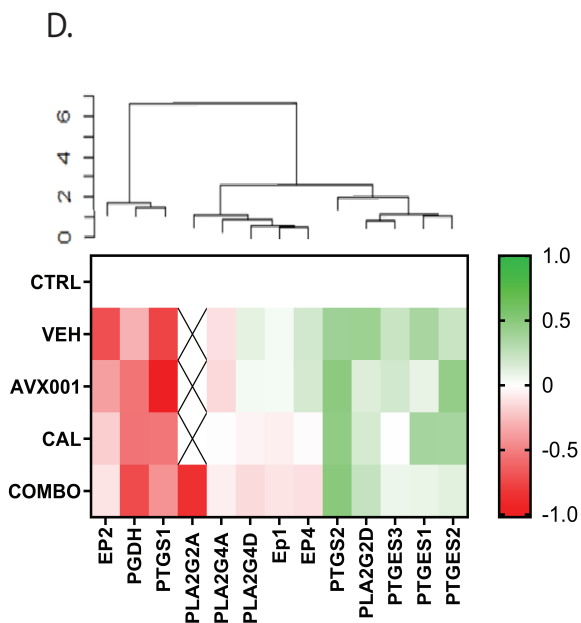 D.
6
4
2
0
CTRL
VEH
AVX001
CAL
COMBO
1.0
0.5
0
-0.5
-1.0
EP2
PGDH
PTGS1
PLA2G2A
PLA2G4A
PLA2G4D
Ep1
EP4
PTGS2
PLA2G2D
PTGES3
PTGES1
PTGES2